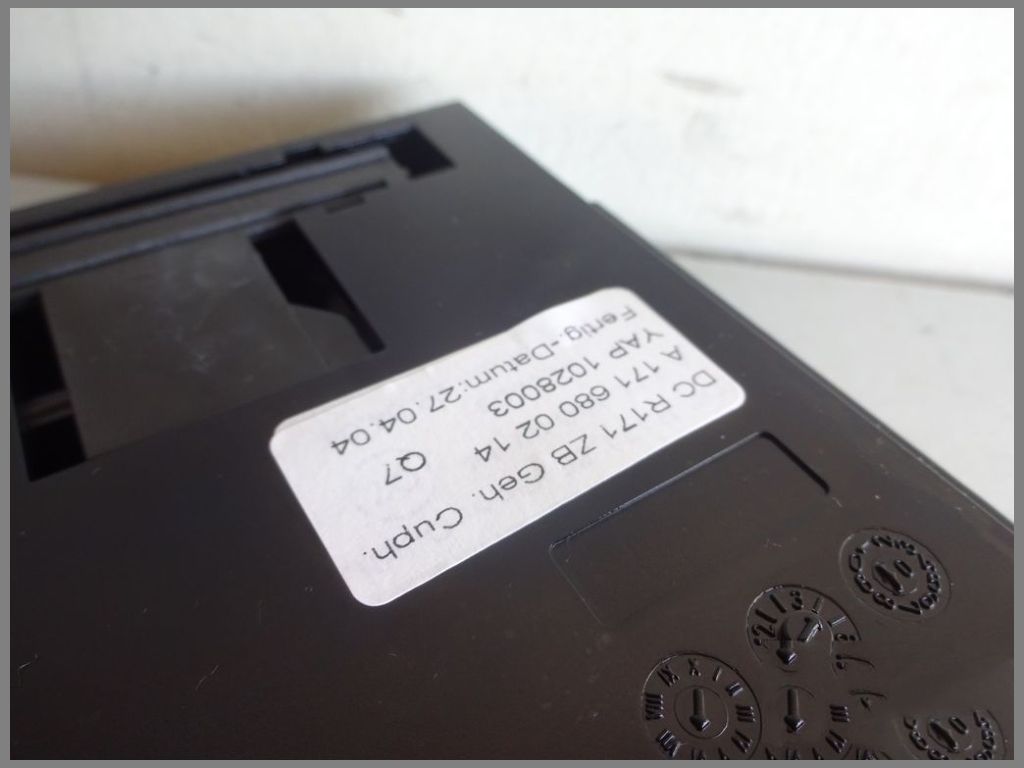 DC R171 ZB Geh. Cuph.
A 171 680 02 14
YAP 1028003 Q7
Fertig.-Datum:27.04.04